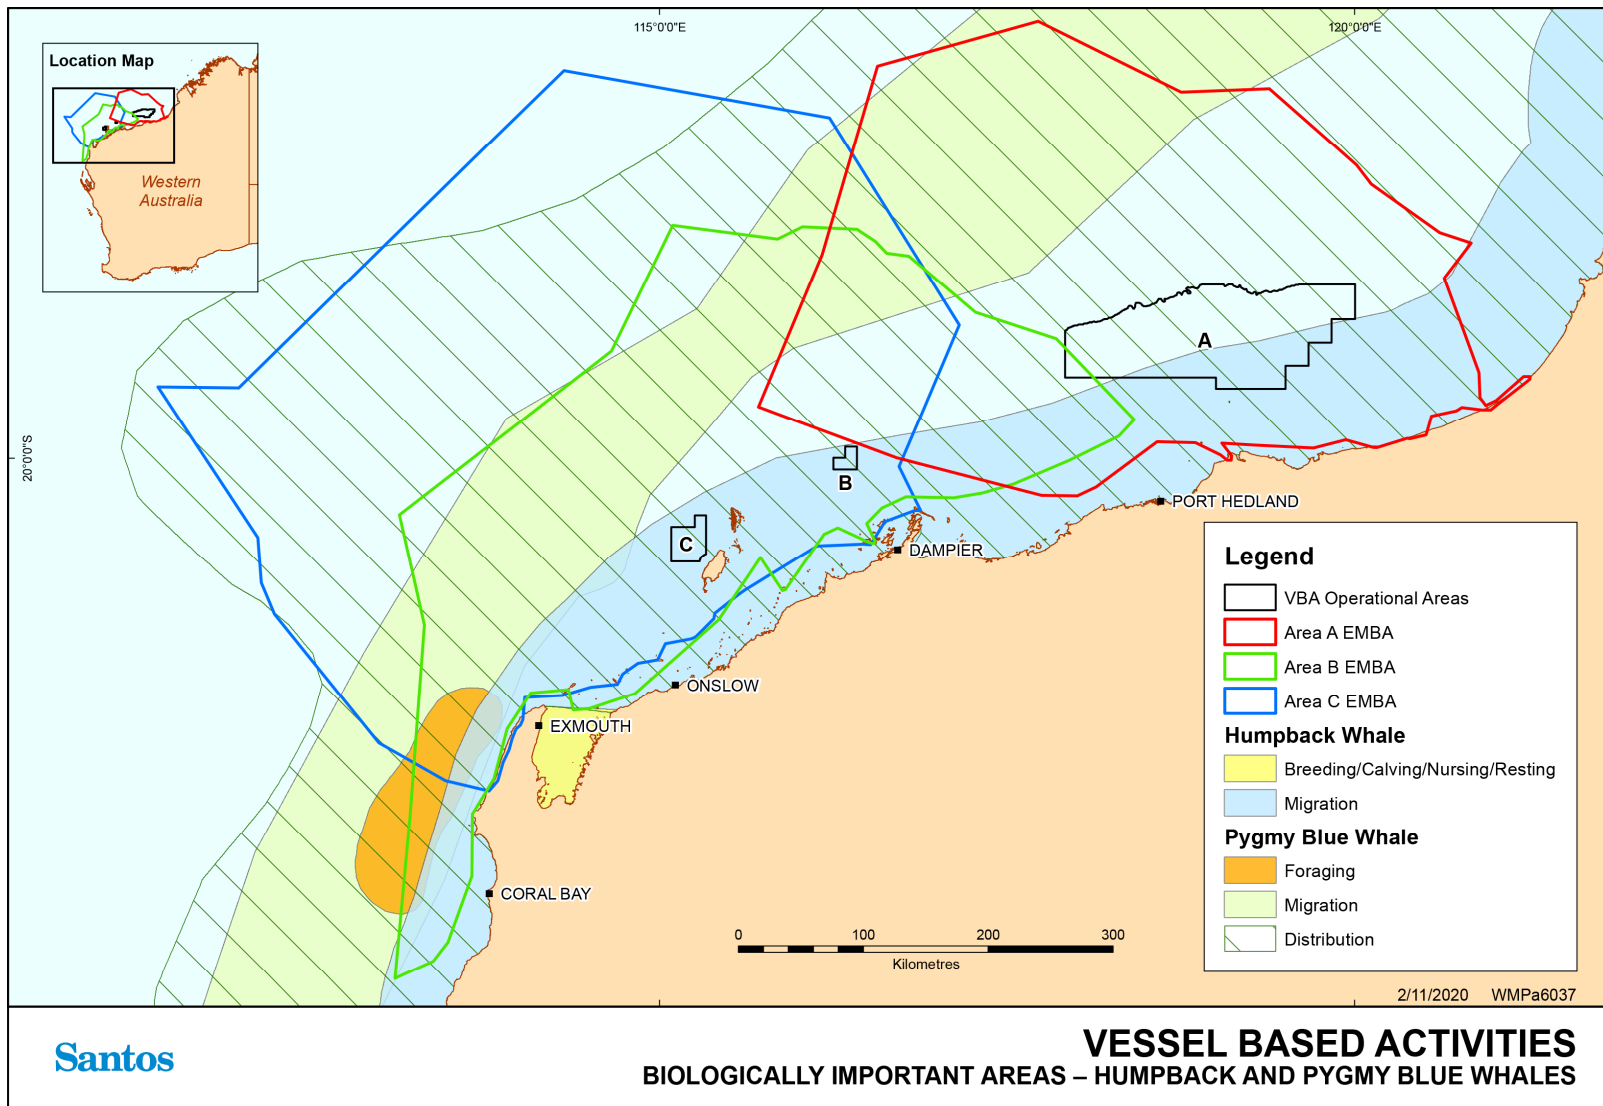 115°0'0"E
120°0'0"E
Location Map
Western
Australia
20°0'0"S
A
B
C
PORT HEDLAND
DAMPIER
ONSLOW
EXMOUTH
CORAL BAY
0
100
200
300
Kilometres
Legend
VBA Operational Areas
Area A EMBA
Area B EMBA
Area C EMBA
Humpback Whale
Breeding/Calving/Nursing/Resting
Migration
Pygmy Blue Whale
Foraging
Migration
Distribution
2/11/2020 WMPa6037
Santos
VESSEL BASED ACTIVITIES
BIOLOGICALLY IMPORTANT AREAS – HUMPBACK AND PYGMY BLUE WHALES